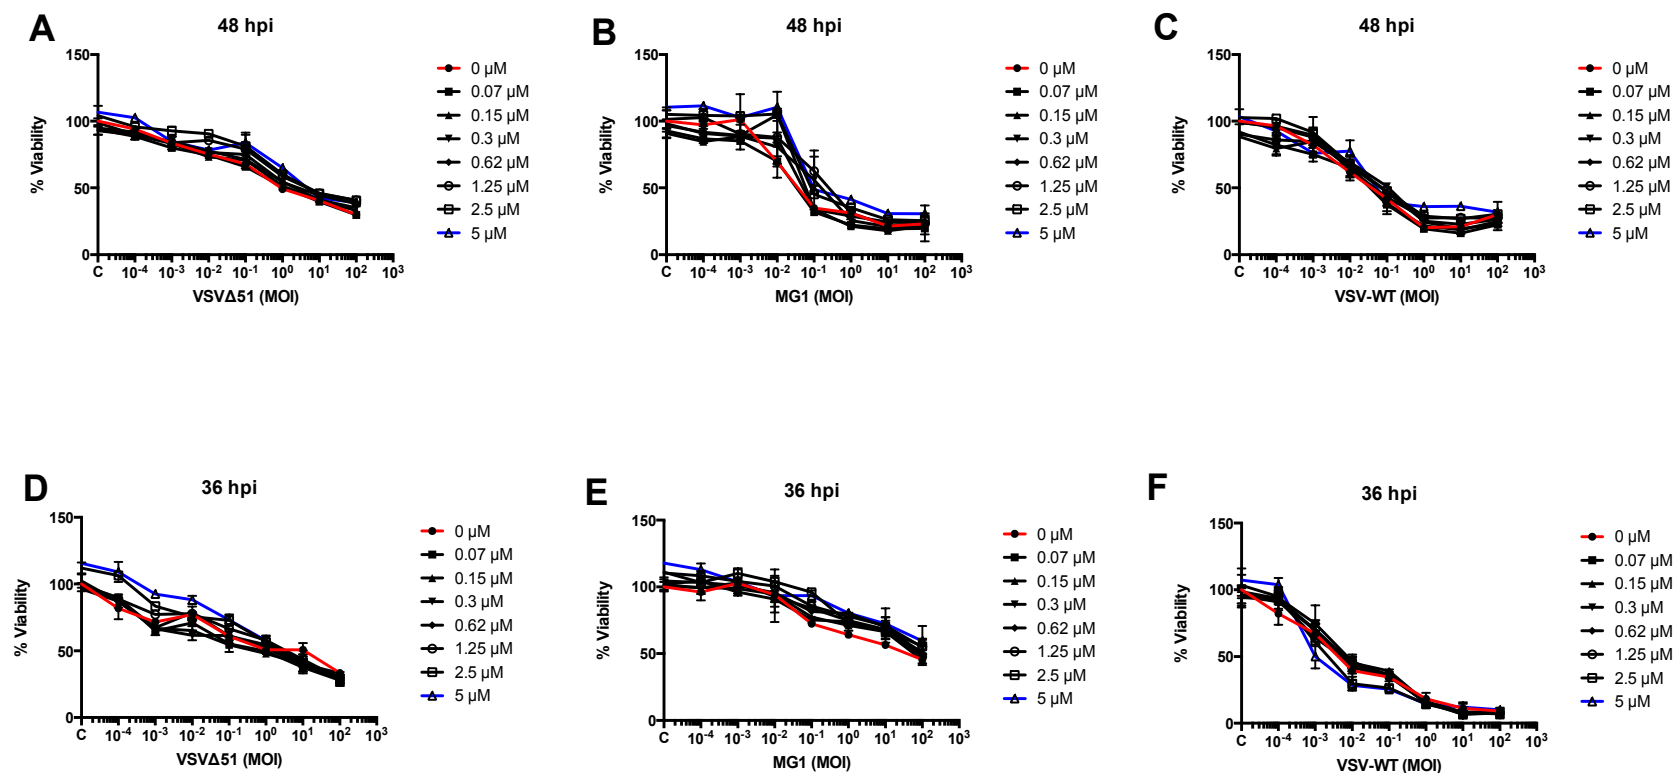 A
48 hpi
% Viability
150
100
50
0
C 10⁻⁴ 10⁻³ 10⁻² 10⁻¹ 10⁰ 10¹ 10² 10³
VSVΔ51 (MOI)
0 µM
0.07 µM
0.15 µM
0.3 µM
0.62 µM
1.25 µM
2.5 µM
5 µM
B
48 hpi
% Viability
150
100
50
0
C 10⁻⁴ 10⁻³ 10⁻² 10⁻¹ 10⁰ 10¹ 10² 10³
MG1 (MOI)
0 µM
0.07 µM
0.15 µM
0.3 µM
0.62 µM
1.25 µM
2.5 µM
5 µM
C
48 hpi
% Viability
150
100
50
0
C 10⁻⁴ 10⁻³ 10⁻² 10⁻¹ 10⁰ 10¹ 10² 10³
VSV-WT (MOI)
0 µM
0.07 µM
0.15 µM
0.3 µM
0.62 µM
1.25 µM
2.5 µM
5 µM
D
36 hpi
% Viability
150
100
50
0
C 10⁻⁴ 10⁻³ 10⁻² 10⁻¹ 10⁰ 10¹ 10² 10³
VSVΔ51 (MOI)
0 µM
0.07 µM
0.15 µM
0.3 µM
0.62 µM
1.25 µM
2.5 µM
5 µM
E
36 hpi
% Viability
150
100
50
0
C 10⁻⁴ 10⁻³ 10⁻² 10⁻¹ 10⁰ 10¹ 10² 10³
MG1 (MOI)
0 µM
0.07 µM
0.15 µM
0.3 µM
0.62 µM
1.25 µM
2.5 µM
5 µM
F
36 hpi
% Viability
150
100
50
0
C 10⁻⁴ 10⁻³ 10⁻² 10⁻¹ 10⁰ 10¹ 10² 10³
VSV-WT (MOI)
0 µM
0.07 µM
0.15 µM
0.3 µM
0.62 µM
1.25 µM
2.5 µM
5 µM